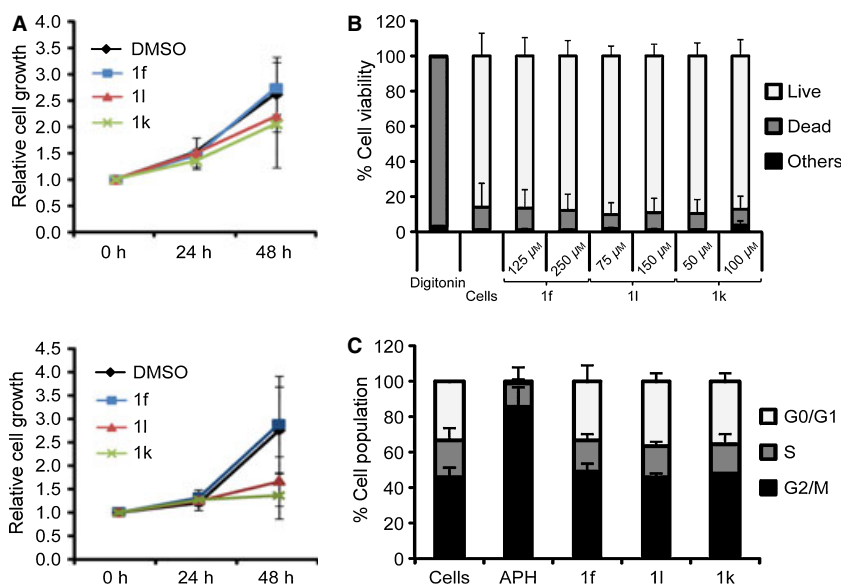 A
Relative cell growth
4.0
3.5
3.0
2.5
2.0
1.5
1.0
0.5
0.0
DMSO
1f
1l
1k
0 h 24 h 48 h
Relative cell growth
4.5
4.0
3.5
3.0
2.5
2.0
1.5
1.0
0.5
0.0
DMSO
1f
1l
1k
0 h 24 h 48 h
B
% Cell viability
120
100
80
60
40
20
0
Live
Dead
Others
125 µM 250 µM 75 µM 150 µM 50 µM 100 µM
Digitonin
Cells 1f 1l 1k
C
% Cell population
120
100
80
60
40
20
0
G0/G1
S
G2/M
Cells APH 1f 1l 1k